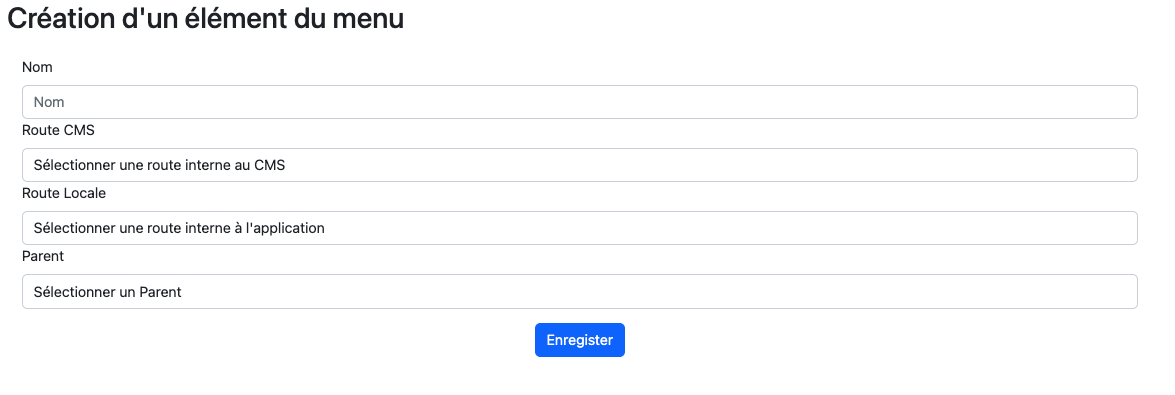 Création d'un élément du menu
Nom
Nom
Route CMS
Sélectionner une route interne au CMS
Route Locale
Sélectionner une route interne à l'application
Parent
Sélectionner un Parent
Enregister